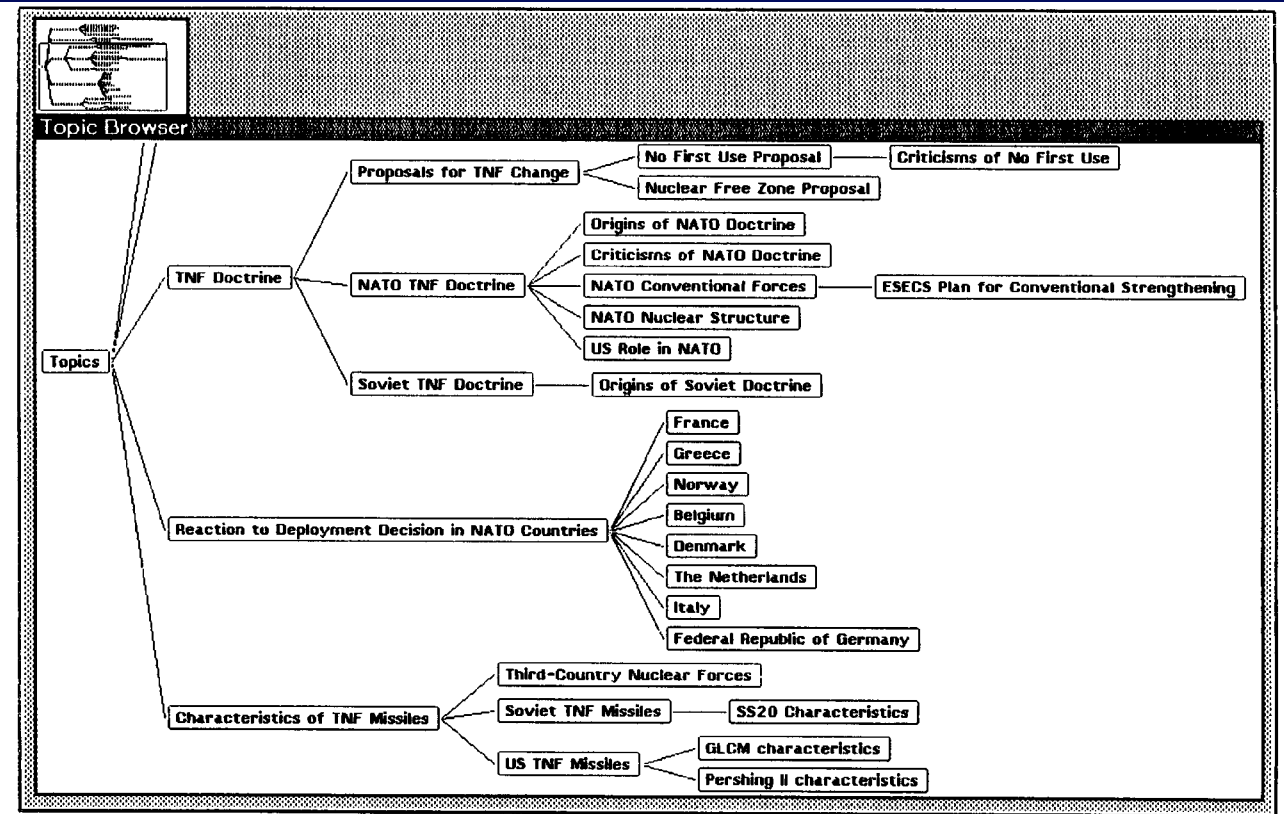 Topic Browser
No First Use Proposal
Criticisms of No First Use
Proposals for TNF Change
Nuclear Free Zone Proposal
Origins of NATO Doctrine
Criticisms of NATO Doctrine
TNF Doctrine
NATO TNF Doctrine
NATO Conventional Forces
ESECS Plan for Conventional Strengthening
NATO Nuclear Structure
US Role in NATO
Topics
Soviet TNF Doctrine
Origins of Soviet Doctrine
France
Greece
Norway
Belgium
Reaction to Deployment Decision in NATO Countries
Denmark
The Netherlands
Italy
Federal Republic of Germany
Third-Country Nuclear Forces
Characteristics of TNF Missiles
Soviet TNF Missiles
SS20 Characteristics
GLCM characteristics
US TNF Missiles
Pershing II characteristics